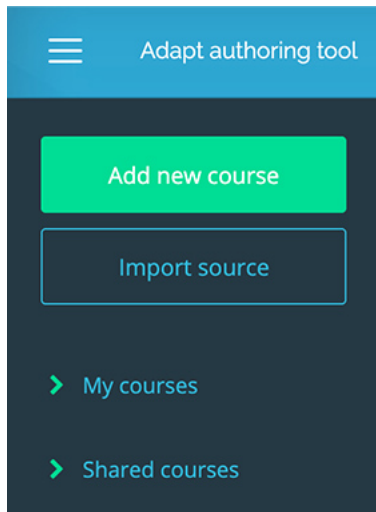 Adapt authoring tool
Add new course
Import source
My courses
Shared courses